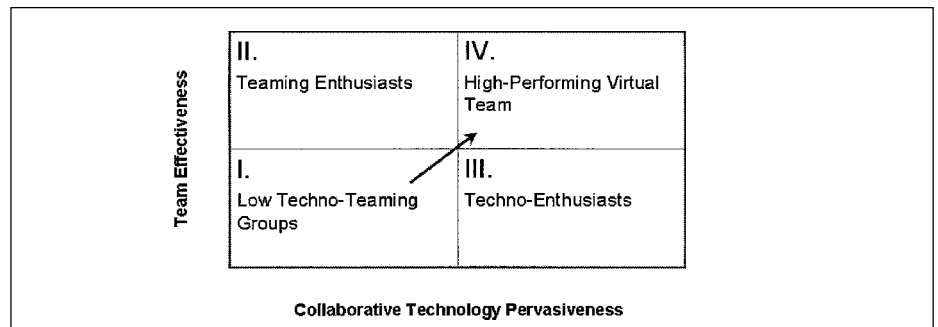 II.
Teaming Enthusiasts
IV.
High-Performing Virtual
Team
Team Effectiveness
I.
Low Techno-Teaming
Groups
III.
Techno-Enthusiasts
Collaborative Technology Pervasiveness